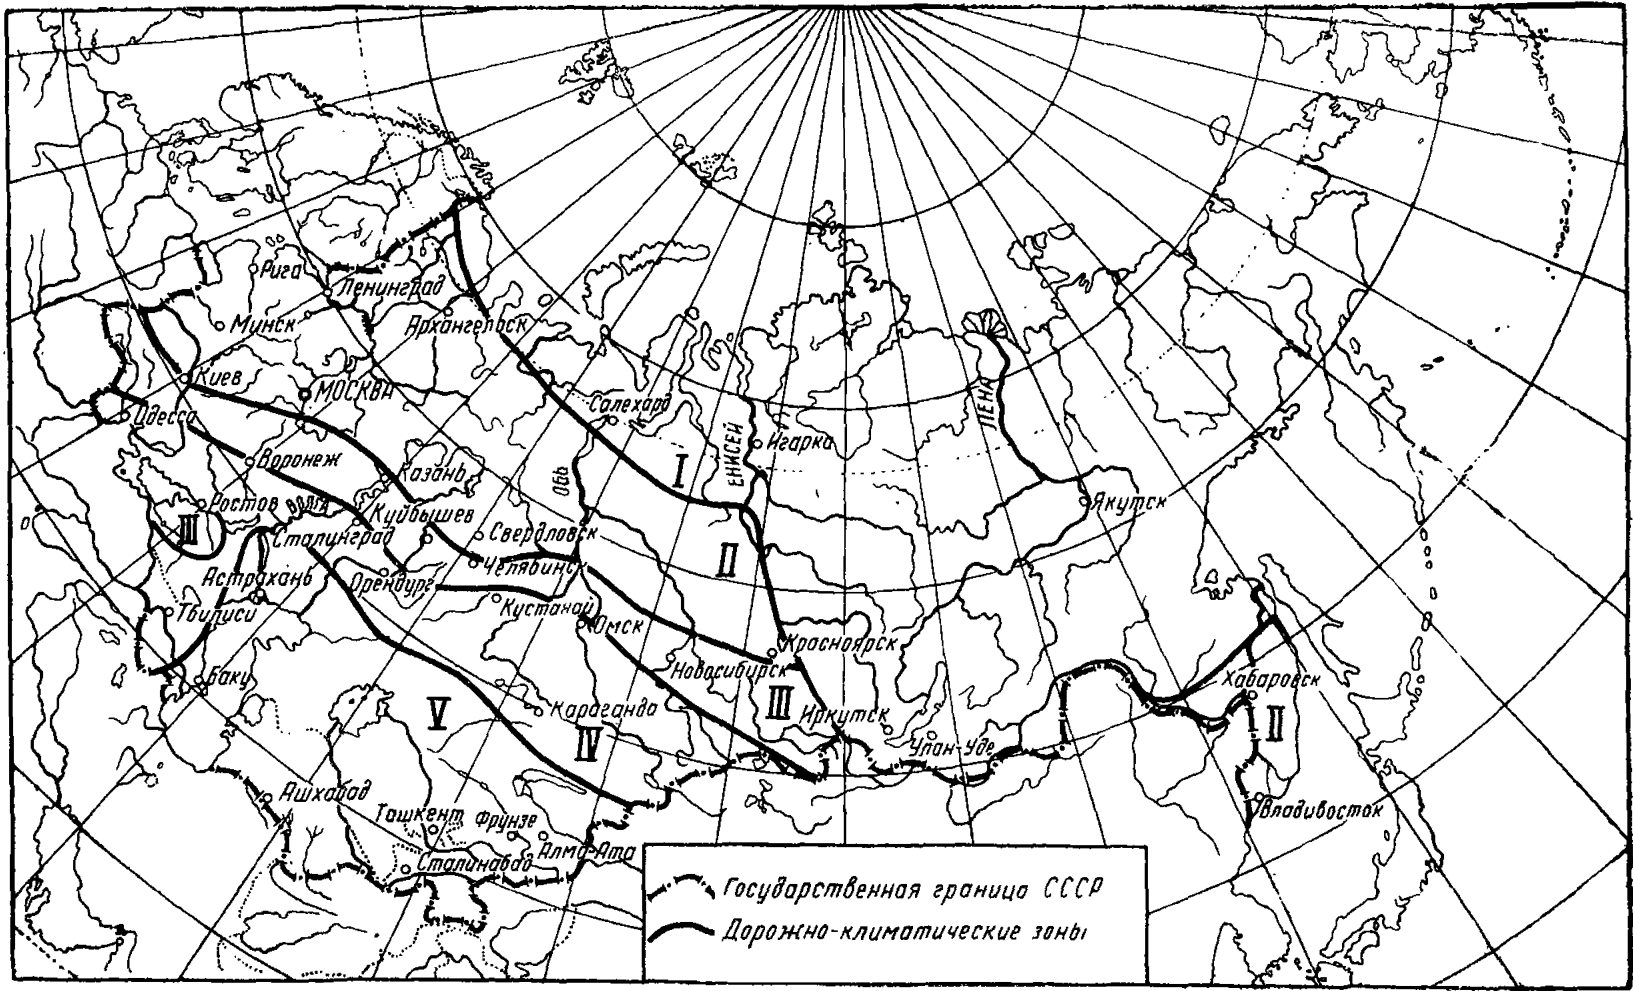 Рига
Ленинград
Минск
Архангельск
Киев
МОСКВА
Салехард
ЛЕНА
Одесса
ЕНИСЕЙ
Игарка
Воронеж
Казань
I
ОБЬ
Якутск
Ростов
ВОЛГА
Куйбышев
III
Сталинград
Свердловск
II
Челябинск
Астрахань
Оренбург
Тбилиси
Кустанай
Омск
Красноярск
Новосибирск
Баку
Хабаровск
V
Караганда
III
Иркутск
II
IV
Улан-Уде
Ашхабад
Владивосток
Ташкент
Фрунзе
Алма-Ата
Сталинабад
Государственная граница СССР
Дорожно-климатические зоны